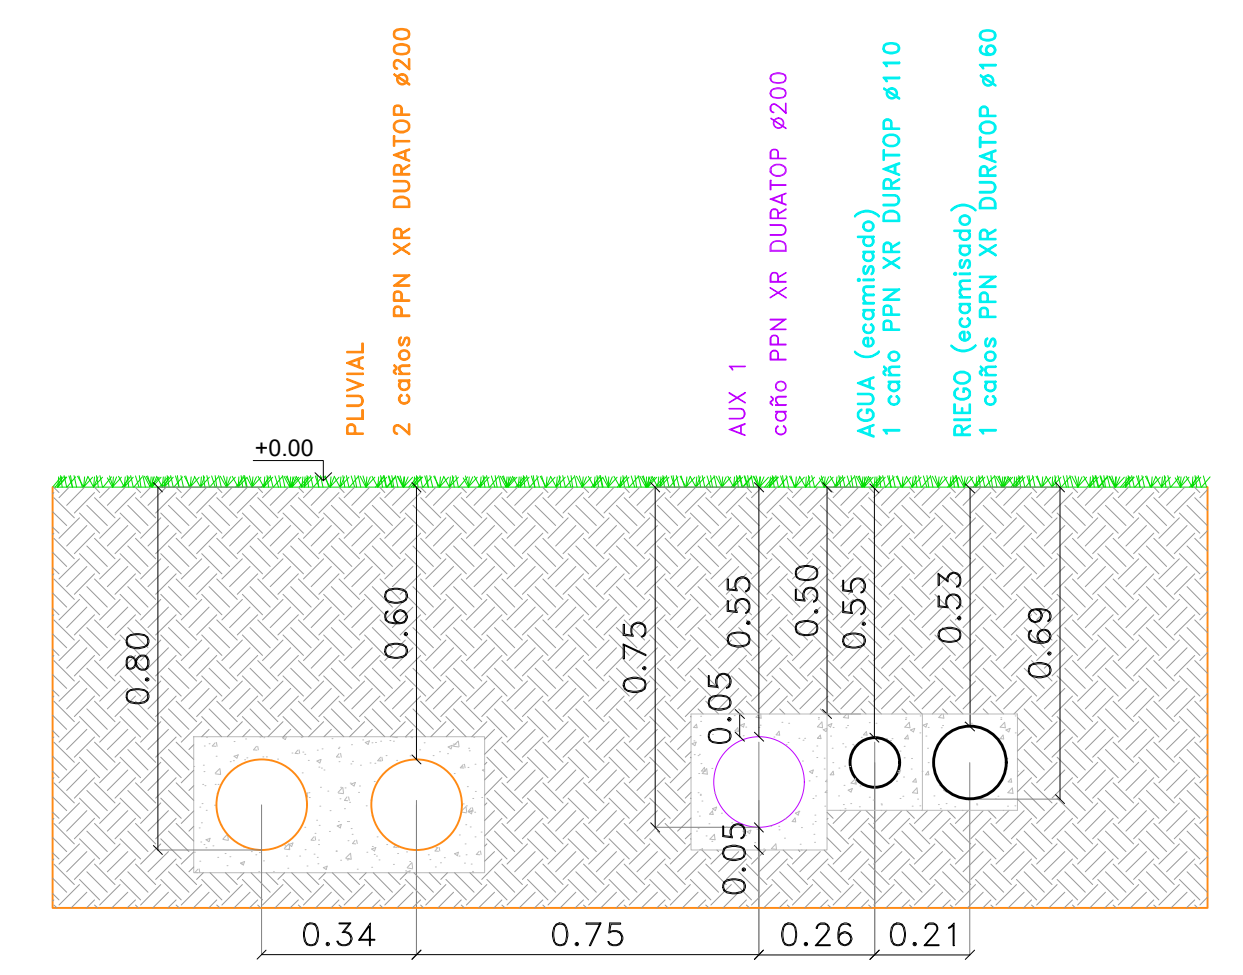 PLUVIAL
2 caños PPN XR DURATOP ø200
AUX 1
caño PPN XR DURATOP ø200
AGUA (ecamisado)
1 caño PPN XR DURATOP ø110
RIEGO (ecamisado)
1 caños PPN XR DURATOP ø160
+0.00
0.80
0.60
0.75
0.05
0.55
0.50
0.55
0.53
0.69
0.05
0.34
0.75
0.26
0.21